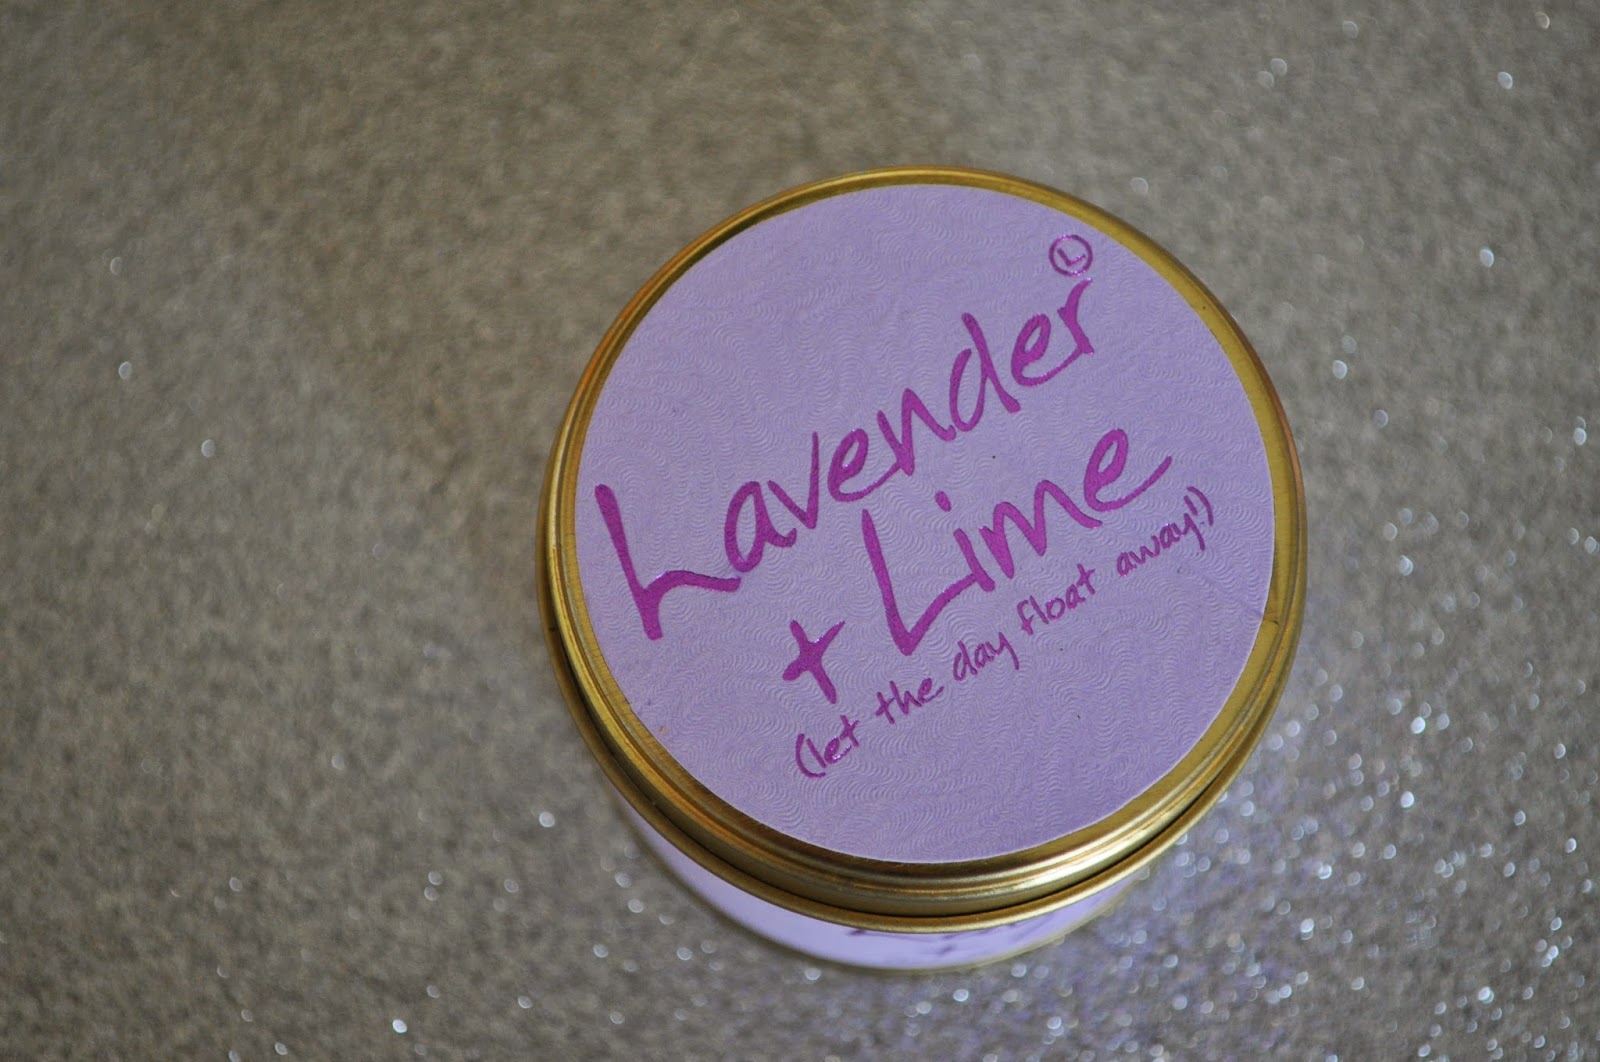 Lavender Ⓛ
+ Lime
(let the day float away!)